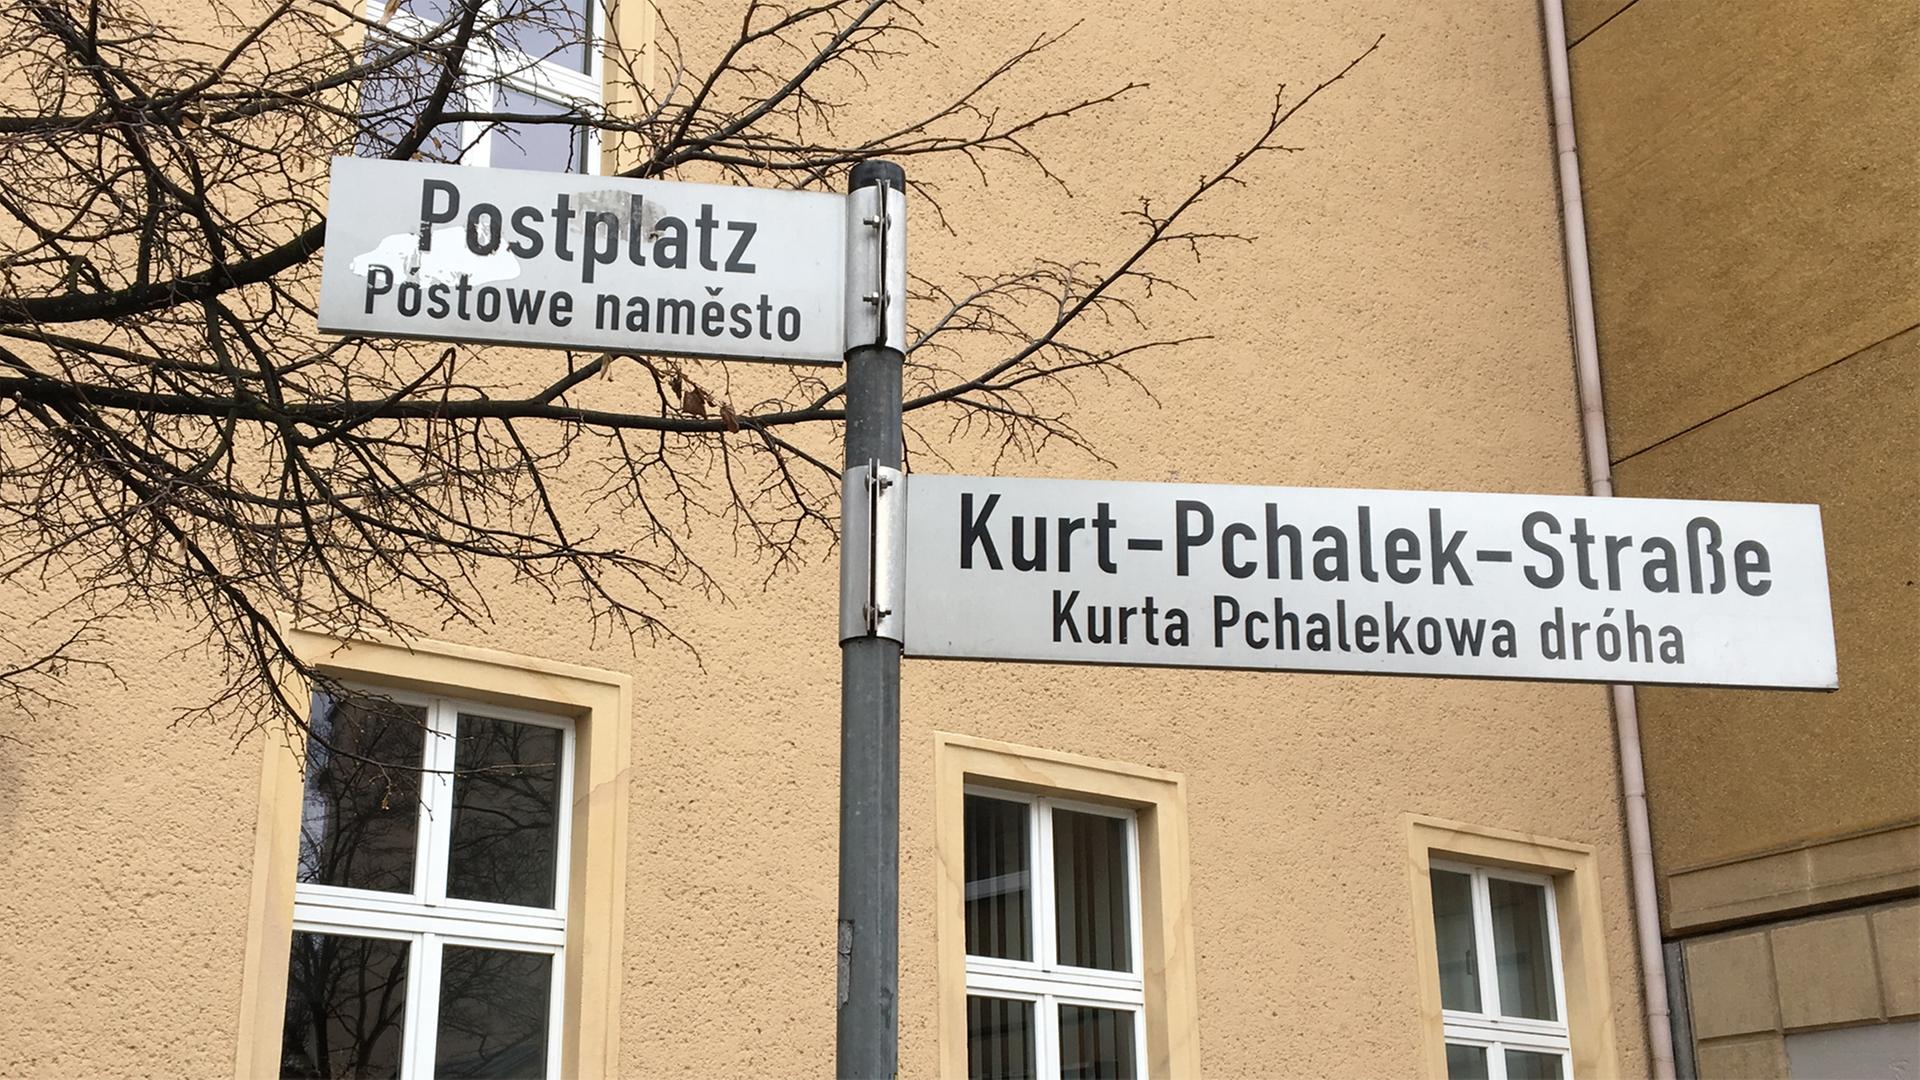 Postplatz
Póstowe naměsto
Kurt-Pchalek-Straße
Kurta Pchalekowa dróha